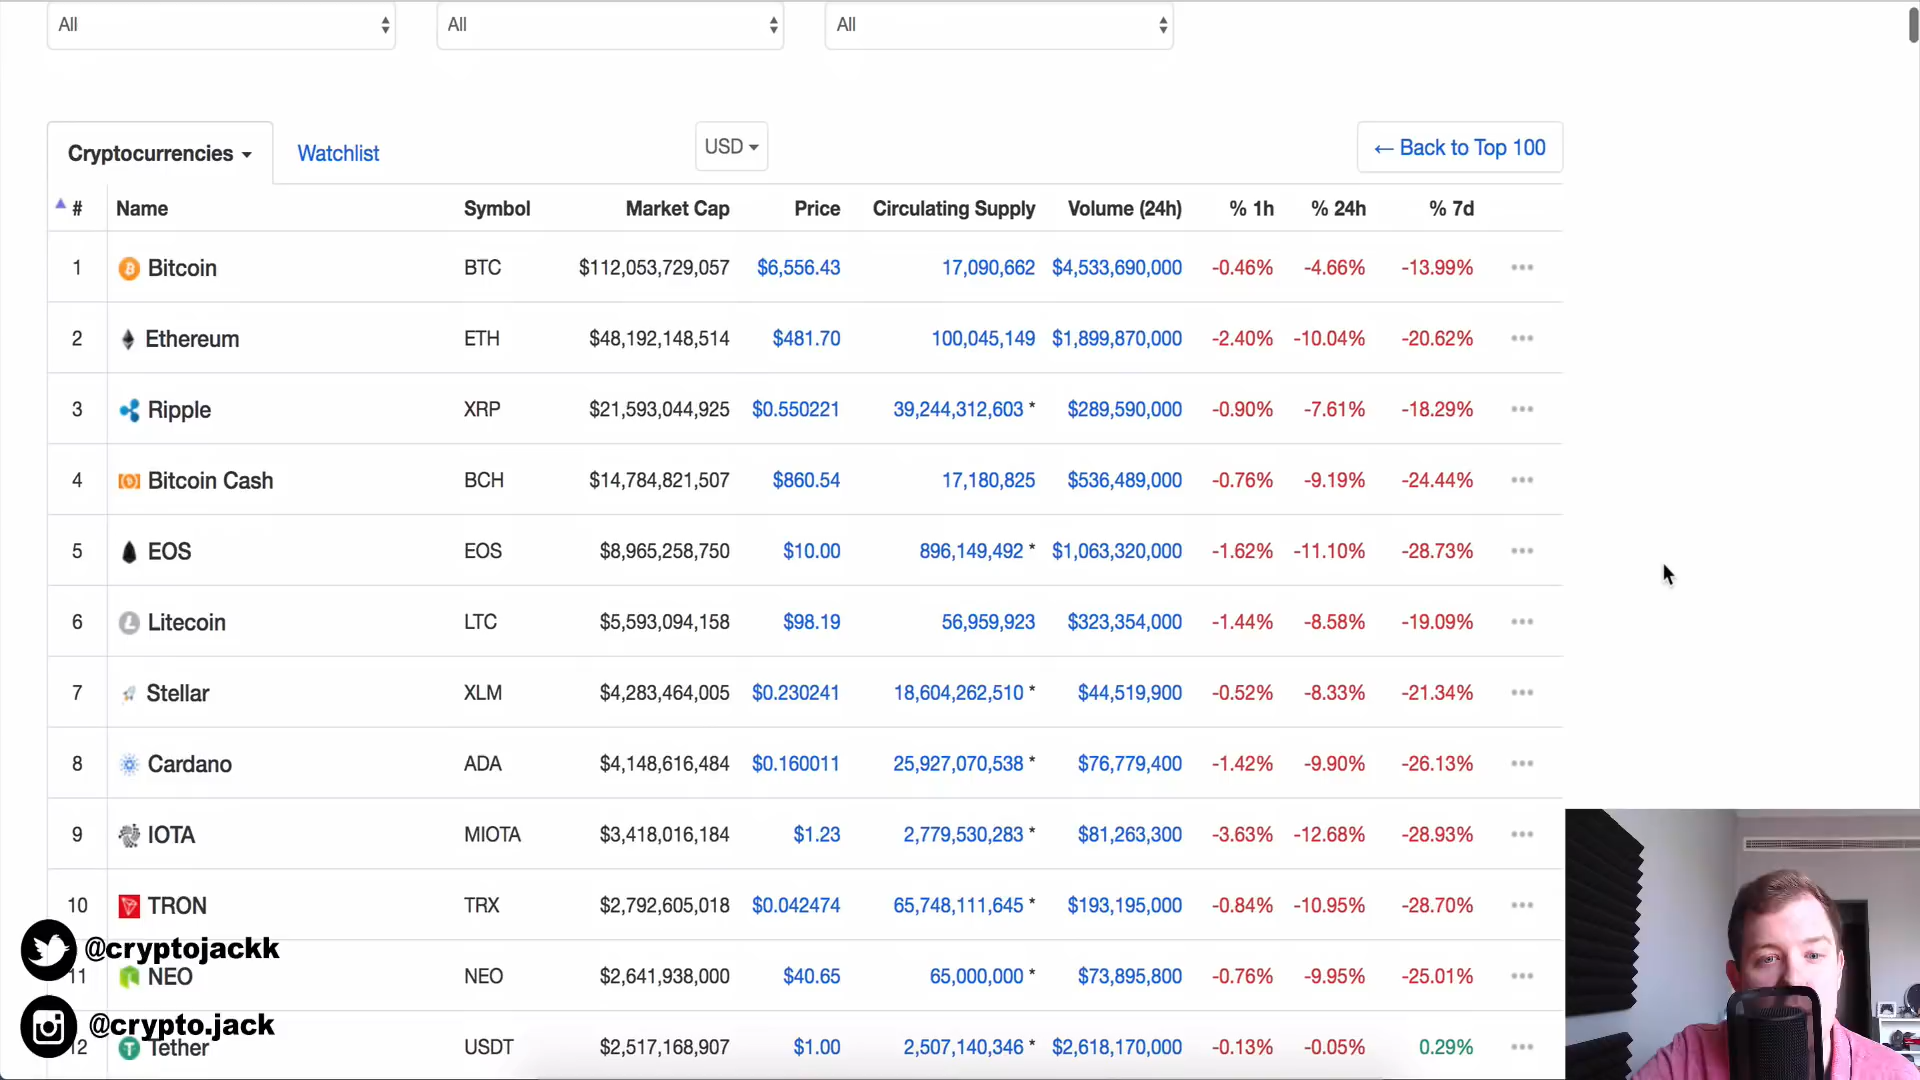 All All All
Cryptocurrencies Watchlist USD ← Back to Top 100
# Name Symbol Market Cap Price Circulating Supply Volume (24h) % 1h % 24h % 7d
1 Bitcoin BTC $112,053,729,057 $6,556.43 17,090,662 $4,533,690,000 -0.46% -4.66% -13.99%
2 Ethereum ETH $48,192,148,514 $481.70 100,045,149 $1,899,870,000 -2.40% -10.04% -20.62%
3 Ripple XRP $21,593,044,925 $0.550221 39,244,312,603 * $289,590,000 -0.90% -7.61% -18.29%
4 Bitcoin Cash BCH $14,784,821,507 $860.54 17,180,825 $536,489,000 -0.76% -9.19% -24.44%
5 EOS EOS $8,965,258,750 $10.00 896,149,492 * $1,063,320,000 -1.62% -11.10% -28.73%
6 Litecoin LTC $5,593,094,158 $98.19 56,959,923 $323,354,000 -1.44% -8.58% -19.09%
7 Stellar XLM $4,283,464,005 $0.230241 18,604,262,510 * $44,519,900 -0.52% -8.33% -21.34%
8 Cardano ADA $4,148,616,484 $0.160011 25,927,070,538 * $76,779,400 -1.42% -9.90% -26.13%
9 IOTA MIOTA $3,418,016,184 $1.23 2,779,530,283 * $81,263,300 -3.63% -12.68% -28.93%
10 TRON TRX $2,792,605,018 $0.042474 65,748,111,645 * $193,195,000 -0.84% -10.95% -28.70%
@cryptojackk
11 NEO NEO $2,641,938,000 $40.65 65,000,000 * $73,895,800 -0.76% -9.95% -25.01%
@crypto.jack
12 Tether USDT $2,517,168,907 $1.00 2,507,140,346 * $2,618,170,000 -0.13% -0.05% 0.29%